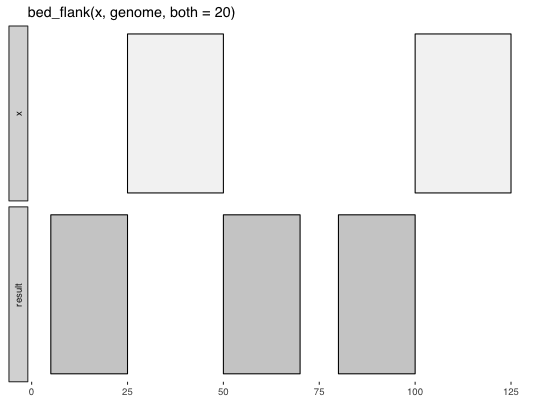 bed_flank(x, genome, both = 20)
x
result
0 25 50 75 100 125